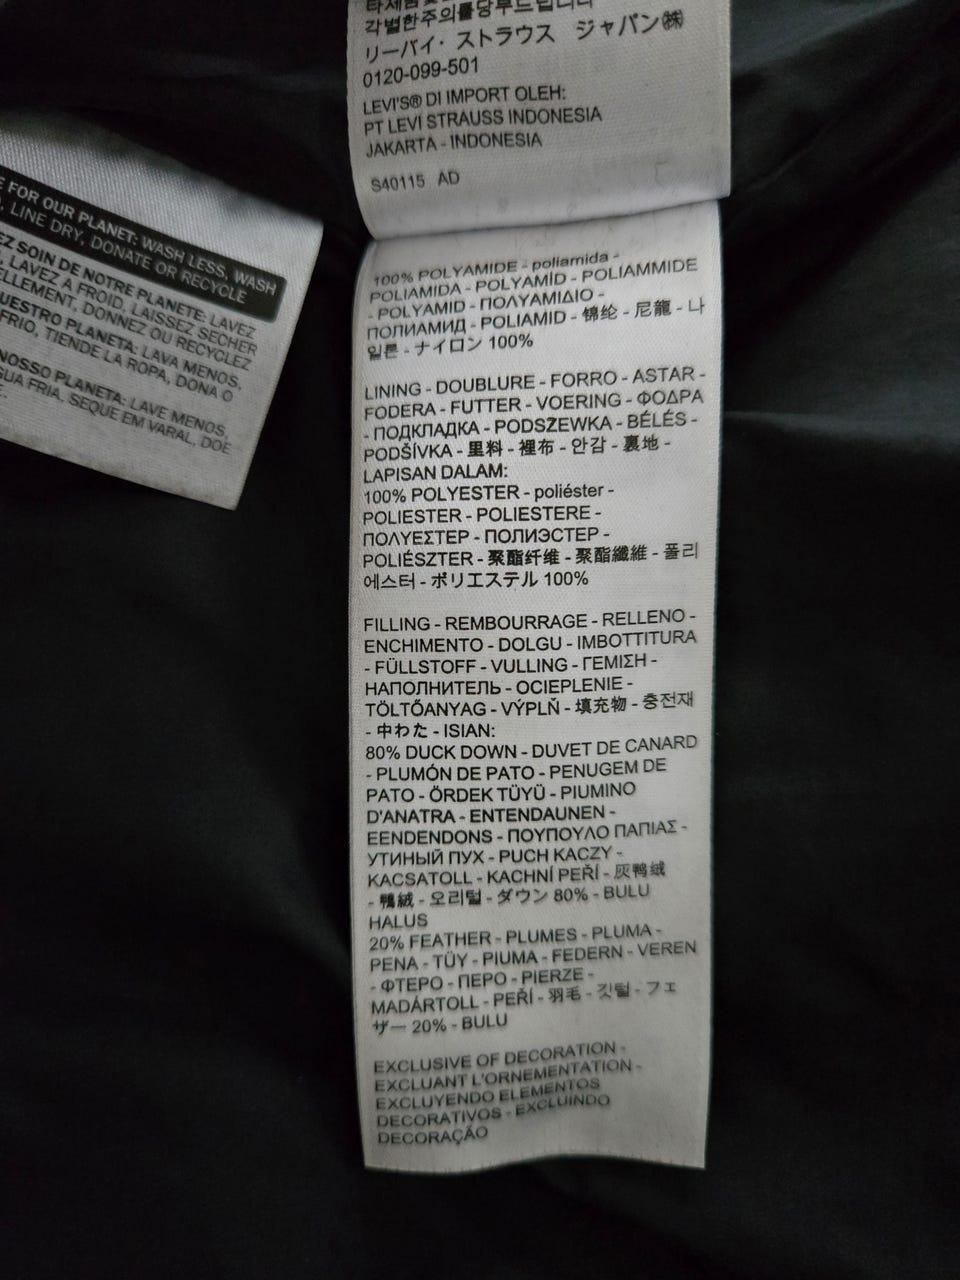 각별한주의를당부드립니다
リーバイ・ストラウス ジャパン㈱
0120-099-501
LEVI'S® DI IMPORT OLEH:
PT LEVI STRAUSS INDONESIA
JAKARTA - INDONESIA
S40115 AD
FOR OUR PLANET: WASH LESS, WASH
LINE DRY, DONATE OR RECYCLE
SOIN DE NOTRE PLANETE: LAVEZ
LAVEZ A FROID, LAISSEZ SECHER
DONNEZ OU RECYCLEZ
PLANETA: LAVA MENOS,
FRIO, TIENDE LA ROPA, DONA O
NOSSO PLANETA: LAVE MENOS,
FRIA, SEQUE EM VARAL, DOE
100% POLYAMIDE - poliamida -
POLIAMIDA - POLYAMİD - POLIAMMIDE
- POLYAMID - ΠΟΛΥΑΜΙΔΙΟ -
ПОЛИАМИД - POLIAMID - 锦纶 - 尼龍 - 나
일론 - ナイロン 100%
LINING - DOUBLURE - FORRO - ASTAR -
FODERA - FUTTER - VOERING - ΦΟΔΡΑ
- ПОДКЛАДКА - PODSZEWKA - BÉLÉS -
PODŠÍVKA - 里料 - 裡布 - 안감 - 裏地 -
LAPISAN DALAM:
100% POLYESTER - poliéster -
POLIESTER - POLIESTERE -
ΠΟΛΥΕΣΤΕΡ - ПОЛИЭСТЕР -
POLIÉSZTER - 聚酯纤维 - 聚酯纖維 - 폴리
에스터 - ポリエステル 100%
FILLING - REMBOURRAGE - RELLENO -
ENCHIMENTO - DOLGU - IMBOTTITURA
- FÜLLSTOFF - VULLING - ΓΕΜΙΣΗ -
НАПОЛНИТЕЛЬ - OCIEPLENIE -
TÖLTŐANYAG - VÝPLŇ - 填充物 - 충전재
- 中わた - ISIAN:
80% DUCK DOWN - DUVET DE CANARD
- PLUMÓN DE PATO - PENUGEM DE
PATO - ÖRDEK TÜYÜ - PIUMINO
D'ANATRA - ENTENDAUNEN -
EENDENDONS - ΠΟΥΠΟΥΛΟ ΠΑΠΙΑΣ -
УТИНЫЙ ПУХ - PUCH KACZY -
KACSATOLL - KACHNÍ PEŘÍ - 灰鸭绒
- 鴨絨 - 오리털 - ダウン 80% - BULU
HALUS
20% FEATHER - PLUMES - PLUMA -
PENA - TÜY - PIUMA - FEDERN - VEREN
- ΦΤΕΡΟ - ПЕРО - PIERZE -
MADÁRTOLL - PEŘÍ - 羽毛 - 깃털 - フェ
ザー 20% - BULU
EXCLUSIVE OF DECORATION -
EXCLUANT L'ORNEMENTATION -
EXCLUYENDO ELEMENTOS
DECORATIVOS - EXCLUINDO
DECORAÇÃO